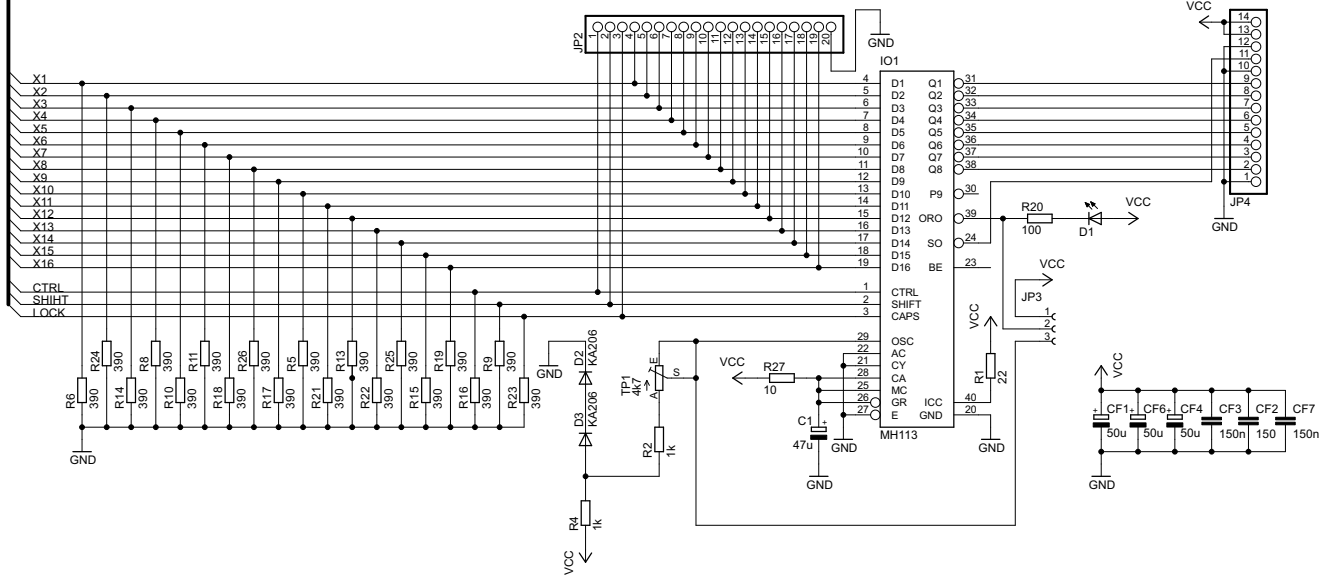 VCC
JP2
1 2 3 4 5 6 7 8 9 10 11 12 13 14 15 16 17 18 19 20
GND
14
13
12
11
10
9
8
7
6
5
4
3
2
1
JP4
GND
IO1
X1 4 D1 Q1 31
X2 5 D2 Q2 32
X3 6 D3 Q3 33
X4 7 D4 Q4 34
X5 8 D5 Q5 35
X6 9 D6 Q6 36
X7 10 D7 Q7 37
X8 11 D8 Q8 38
X9 12 D9
X10 13 D10 P9 30
X11 14 D11
X12 15 D12 ORO 39
X13 16 D13
X14 17 D14 SO 24
X15 18 D15
X16 19 D16 BE 23
CTRL 1 CTRL
SHIHT 2 SHIFT
LOCK 3 CAPS
29 OSC
22 AC
21 CY
28 CA
25 MC
26 GR ICC 40
27 E GND 20
MH113
R20
100
D1
VCC
VCC
JP3
1
2
3
VCC
R1
22
GND
R6 390
R24 390
R14 390
R8 390
R10 390
R11 390
R18 390
R26 390
R17 390
R5 390
R21 390
R13 390
R22 390
R25 390
R15 390
R19 390
R16 390
R9 390
R23 390
GND
GND
D2
KA206
D3
KA206
R4
1k
VCC
TP1
4k7
E
S
A
R2
1k
VCC
R27
10
C1
+
47u
GND
GND
VCC
+ CF1 50u
+ CF6 50u
+ CF4 50u
CF3 150n
CF2 150
CF7 150n
GND